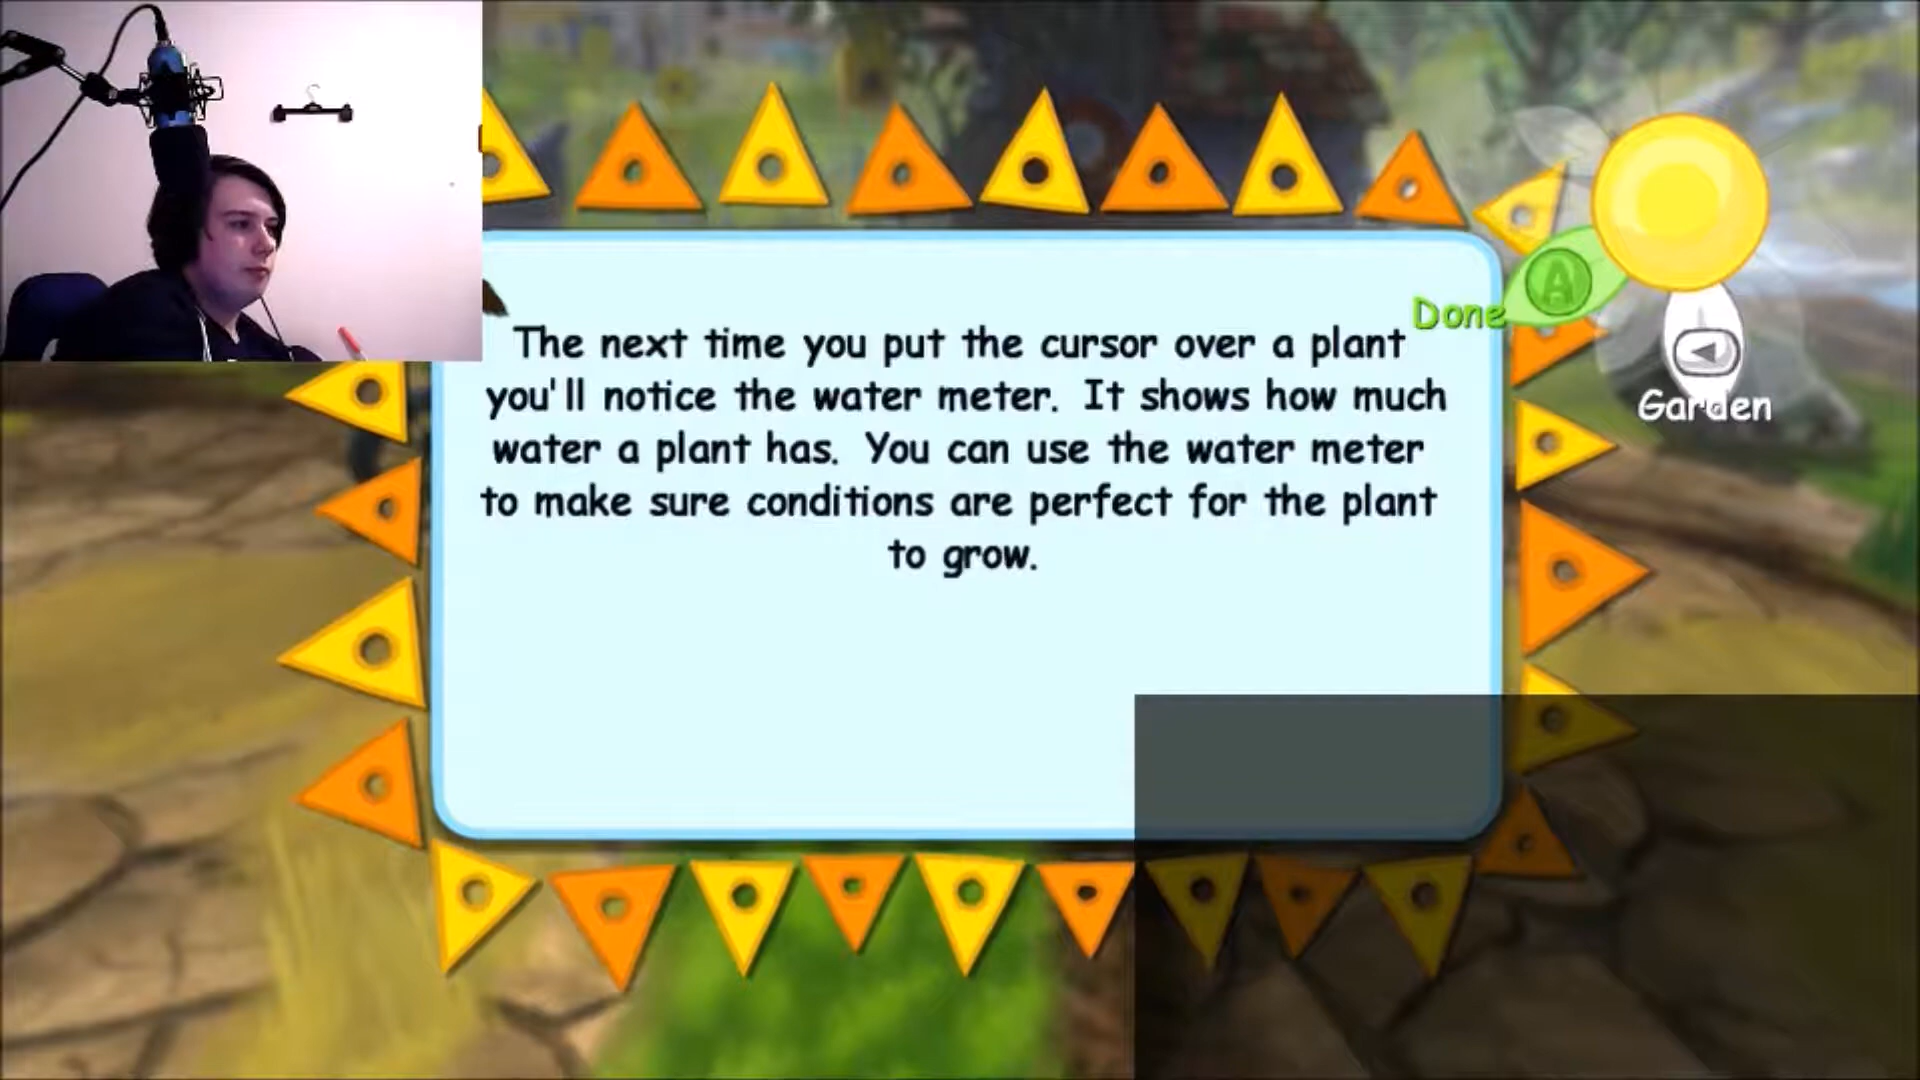 Done
A
Garden
The next time you put the cursor over a plant
you'll notice the water meter. It shows how much
water a plant has. You can use the water meter
to make sure conditions are perfect for the plant
to grow.